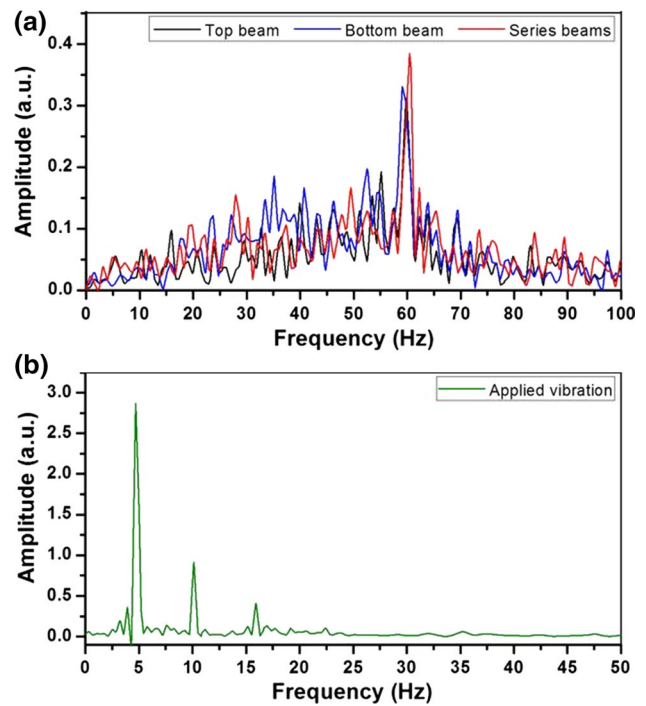 (a)
Top beam Bottom beam Series beams
Amplitude (a.u.)
0.4
0.3
0.2
0.1
0.0
0 10 20 30 40 50 60 70 80 90 100
Frequency (Hz)
(b)
Applied vibration
Amplitude (a.u.)
3.0
2.5
2.0
1.5
1.0
0.5
0.0
0 5 10 15 20 25 30 35 40 45 50
Frequency (Hz)